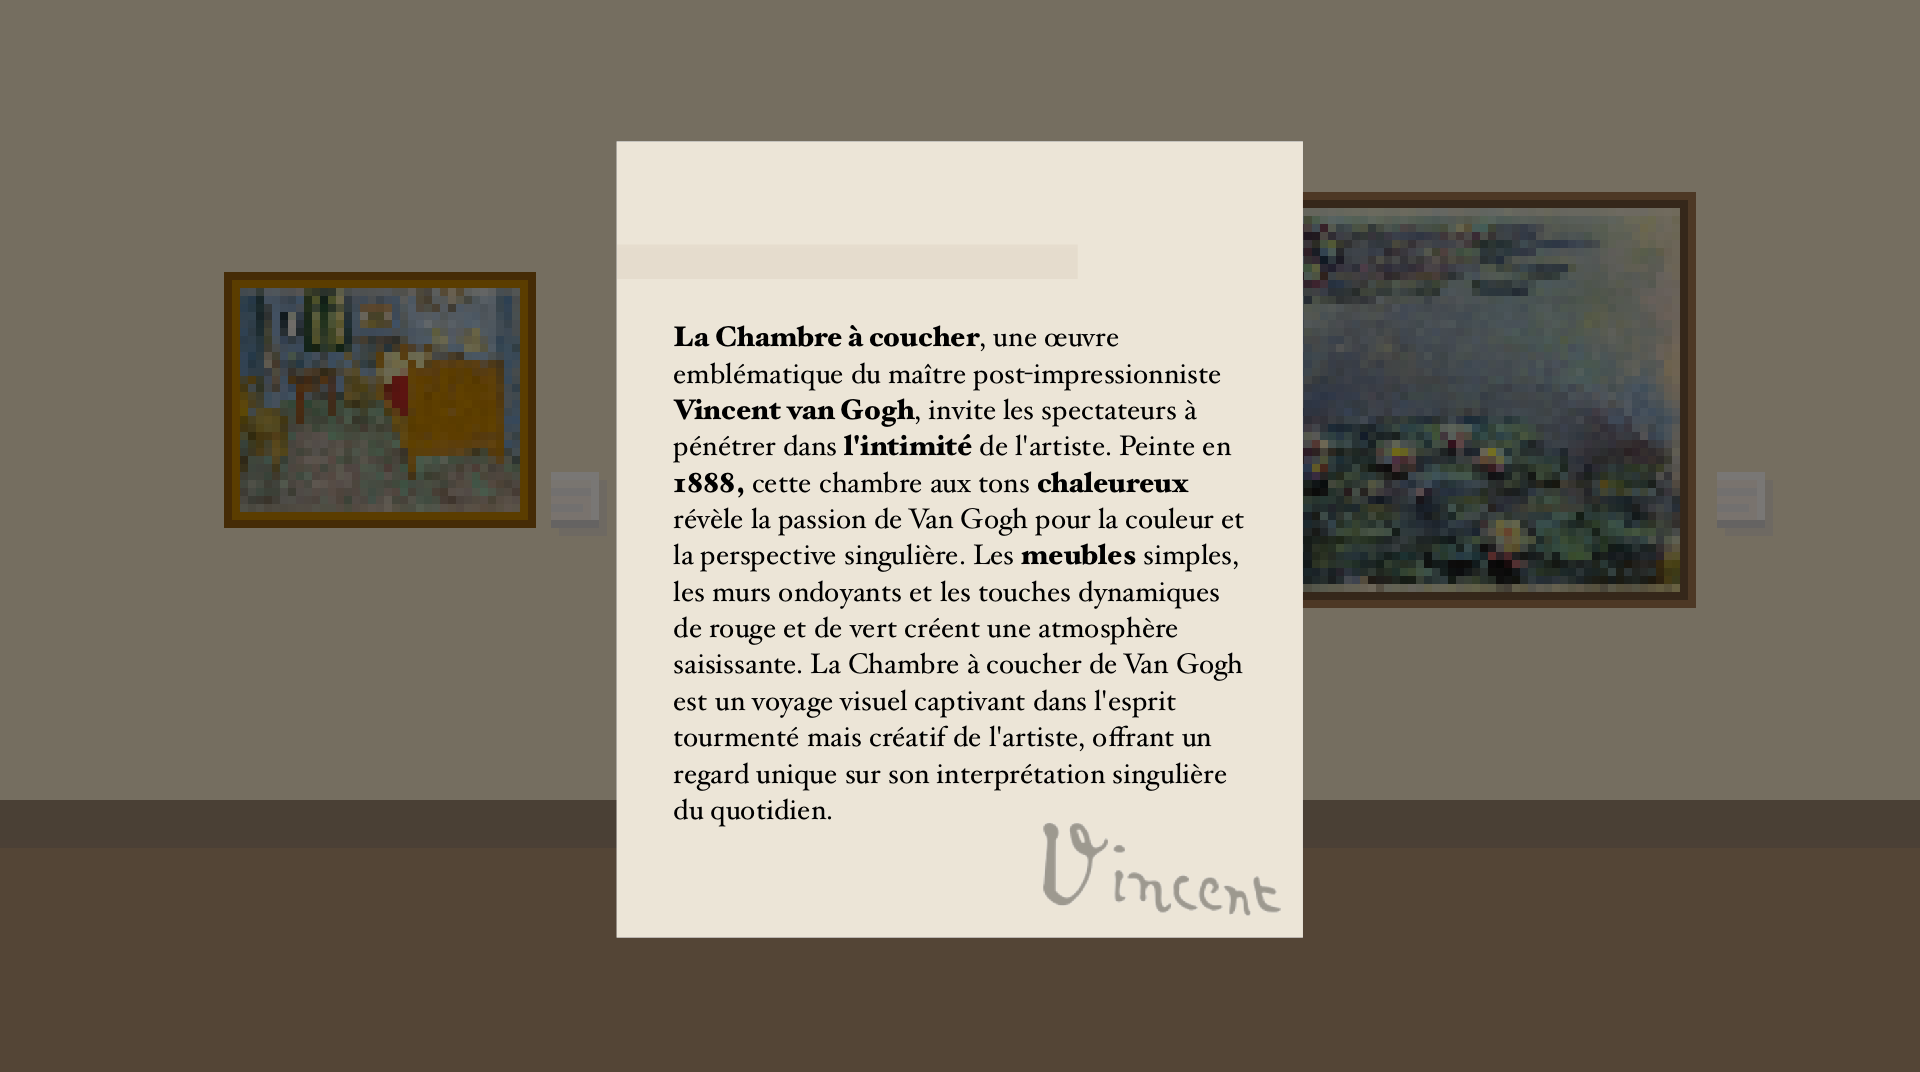 La Chambre à coucher, une œuvre
emblématique du maître post-impressionniste
Vincent van Gogh, invite les spectateurs à
pénétrer dans l'intimité de l'artiste. Peinte en
1888, cette chambre aux tons chaleureux
révèle la passion de Van Gogh pour la couleur et
la perspective singulière. Les meubles simples,
les murs ondoyants et les touches dynamiques
de rouge et de vert créent une atmosphère
saisissante. La Chambre à coucher de Van Gogh
est un voyage visuel captivant dans l'esprit
tourmenté mais créatif de l'artiste, offrant un
regard unique sur son interprétation singulière
du quotidien.
Vincent